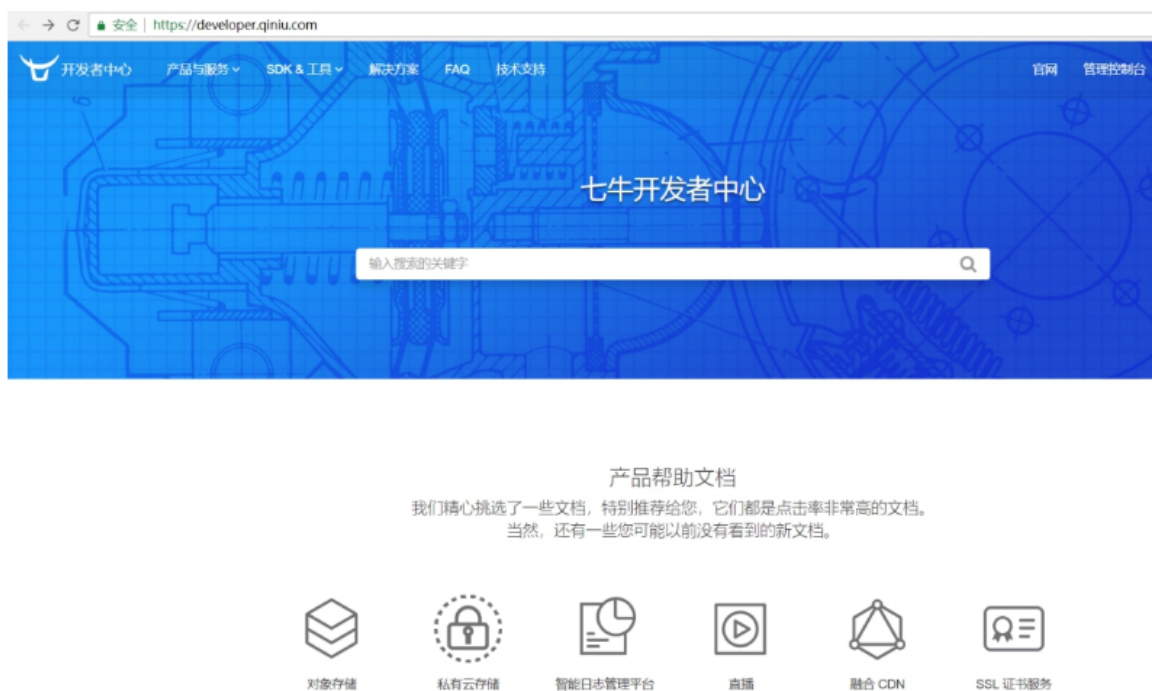 安全 | https://developer.qiniu.com
开发者中心 产品与服务 SDK & 工具 解决方案 FAQ 技术支持 官网 管理控制台
七牛开发者中心
输入搜索的关键字
产品帮助文档
我们精心挑选了一些文档，特别推荐给您，它们都是点击率非常高的文档。
当然，还有一些您可能以前没有看到的新文档。
对象存储 私有云存储 智能日志管理平台 直播 融合 CDN SSL 证书服务